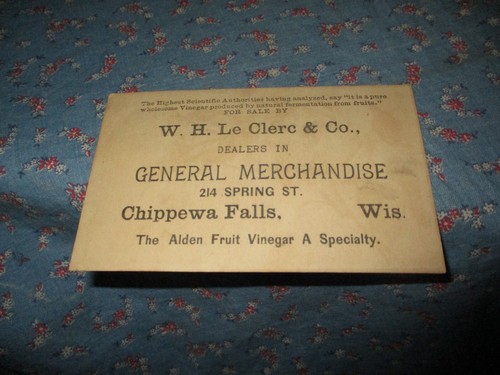 The Highest Scientific Authorities having analyzed, say "it is a pure
wholesome Vinegar produced by natural fermentation from fruits."
FOR SALE BY
W. H. Le Clerc & Co.,
DEALERS IN
GENERAL MERCHANDISE
214 SPRING ST.
Chippewa Falls, Wis.
The Alden Fruit Vinegar A Specialty.